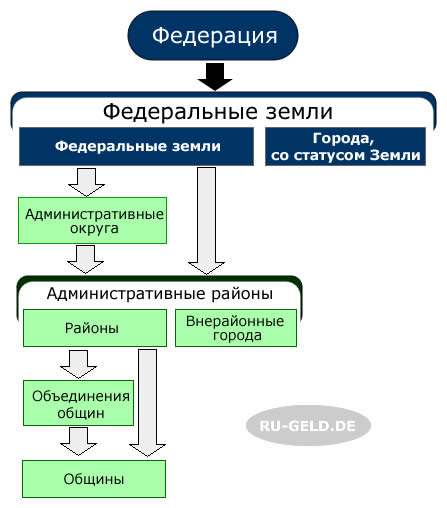 Федерация
Федеральные земли
Федеральные земли
Города,
со статусом Земли
Административные
округа
Административные районы
Районы
Внерайонные
города
Объединения
общин
RU-GELD.DE
Общины